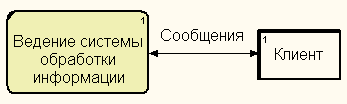 1
Ведение системы
обработки
информации
Сообщения
1
Клиент